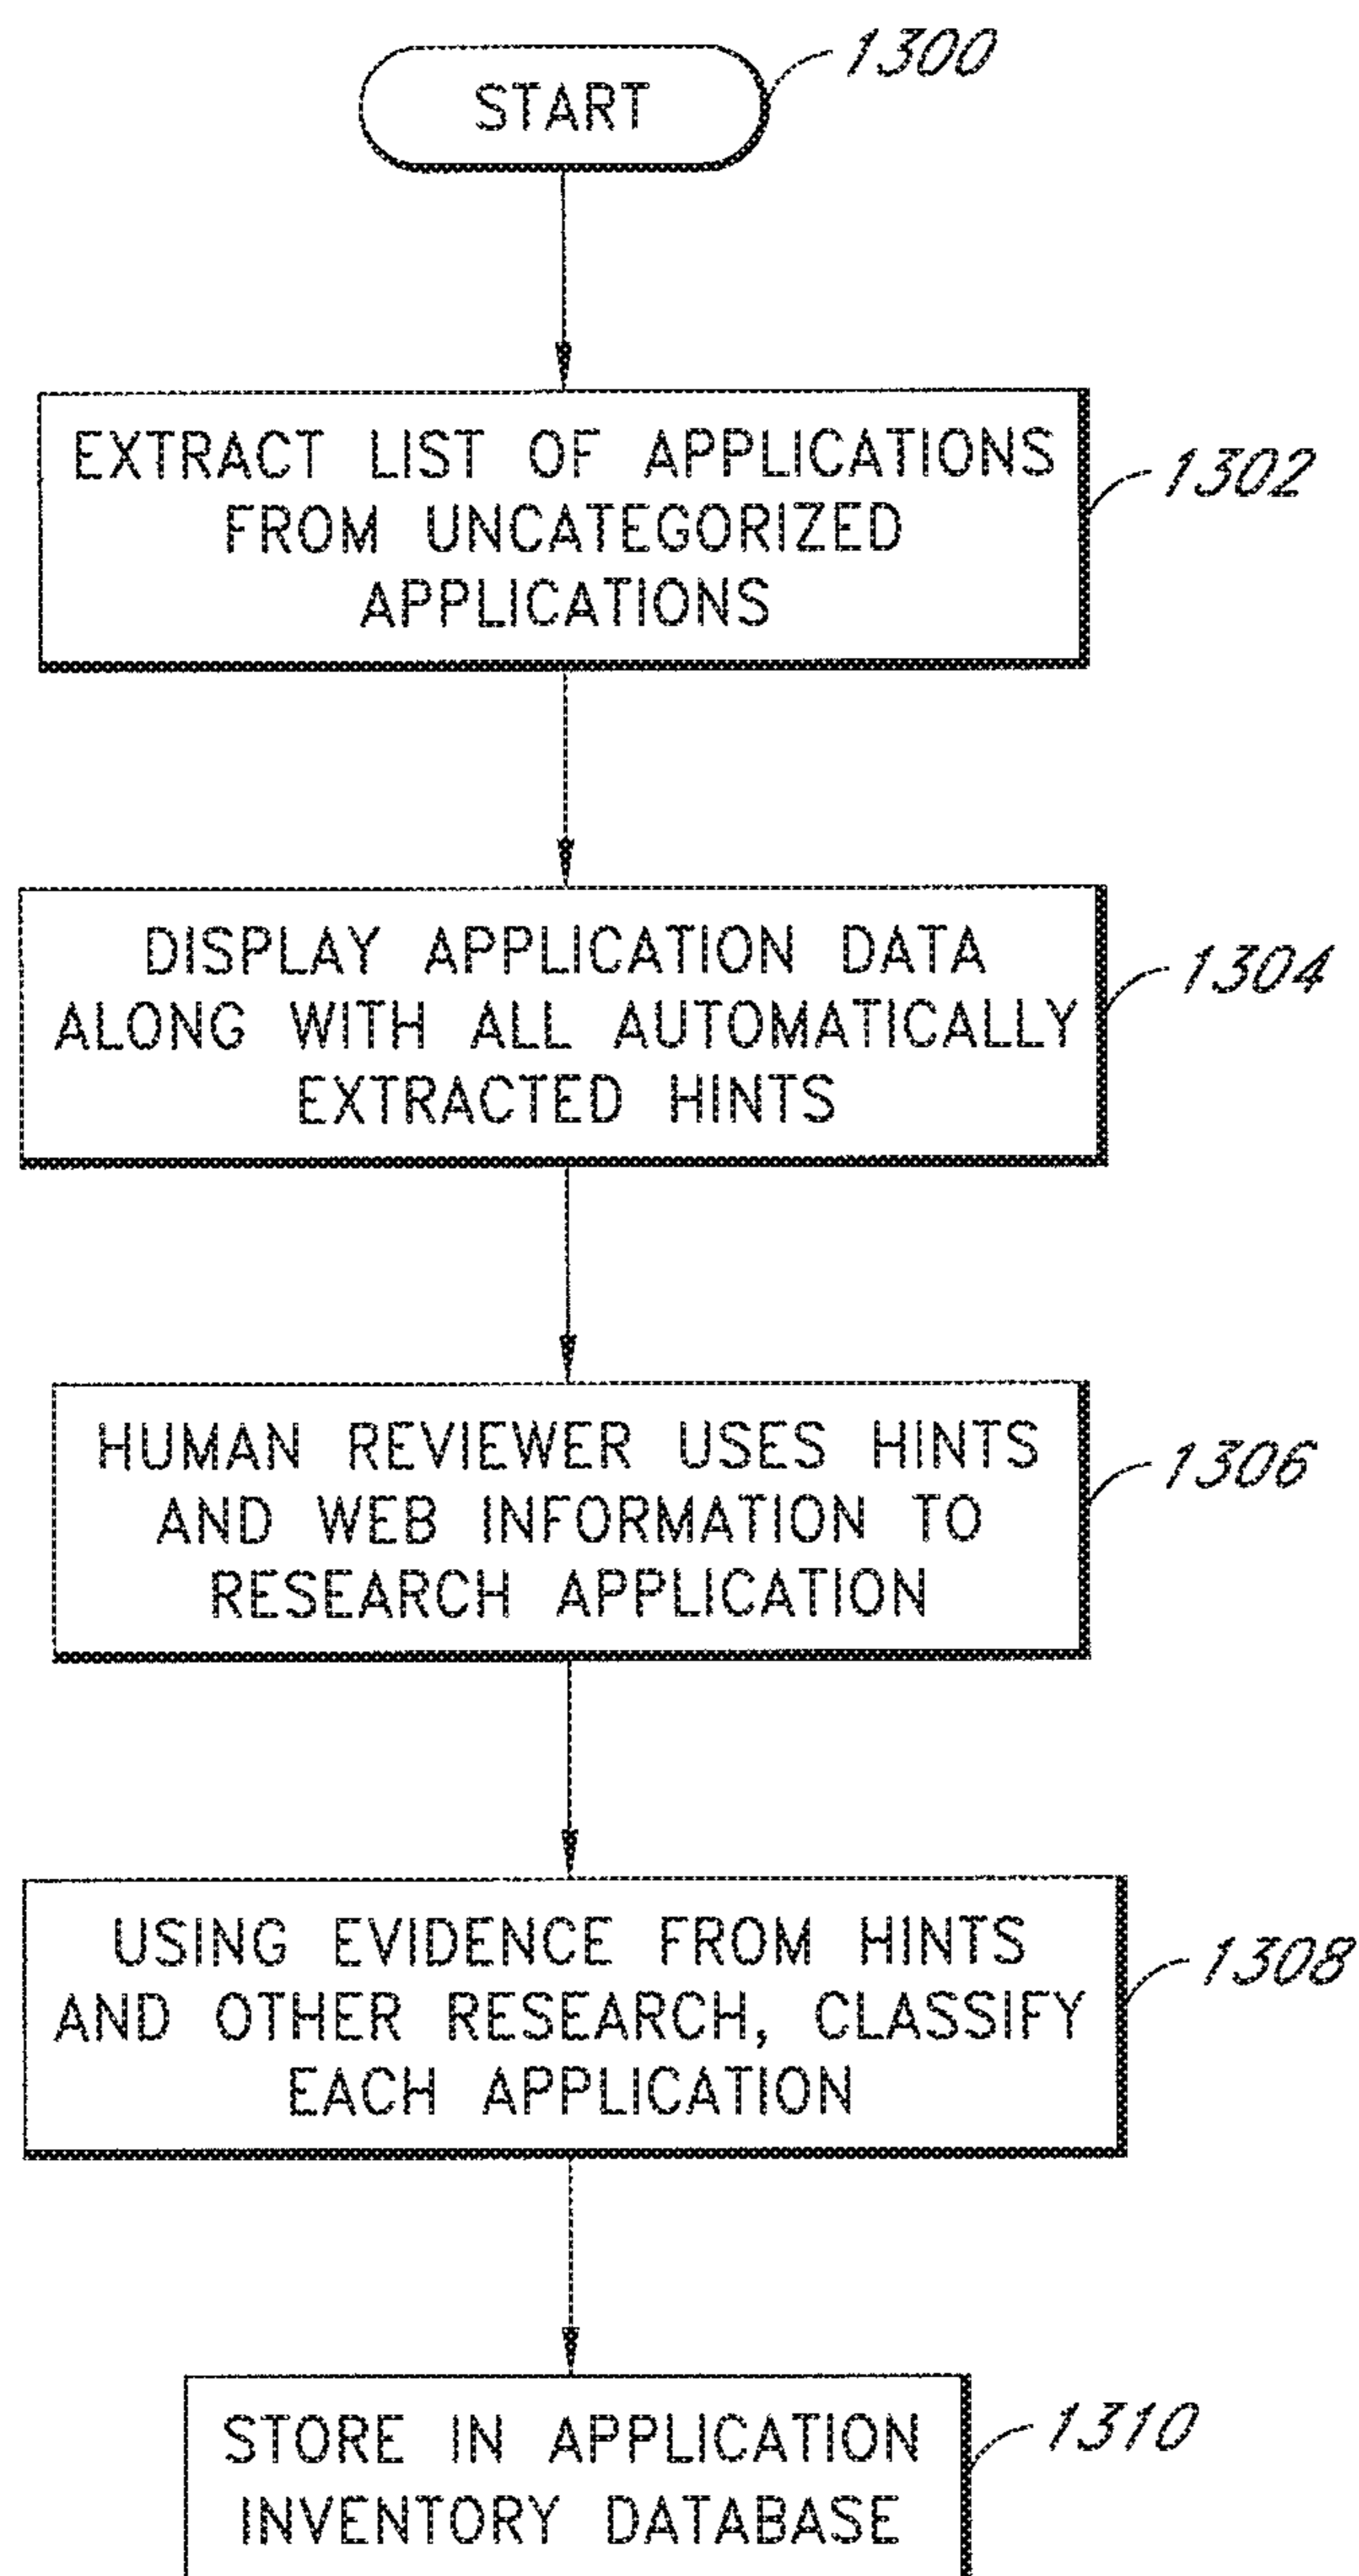 START
1300
EXTRACT LIST OF APPLICATIONS
FROM UNCATEGORIZED
APPLICATIONS
1302
DISPLAY APPLICATION DATA
ALONG WITH ALL AUTOMATICALLY
EXTRACTED HINTS
1304
HUMAN REVIEWER USES HINTS
AND WEB INFORMATION TO
RESEARCH APPLICATION
1306
USING EVIDENCE FROM HINTS
AND OTHER RESEARCH, CLASSIFY
EACH APPLICATION
1308
STORE IN APPLICATION
INVENTORY DATABASE
1310